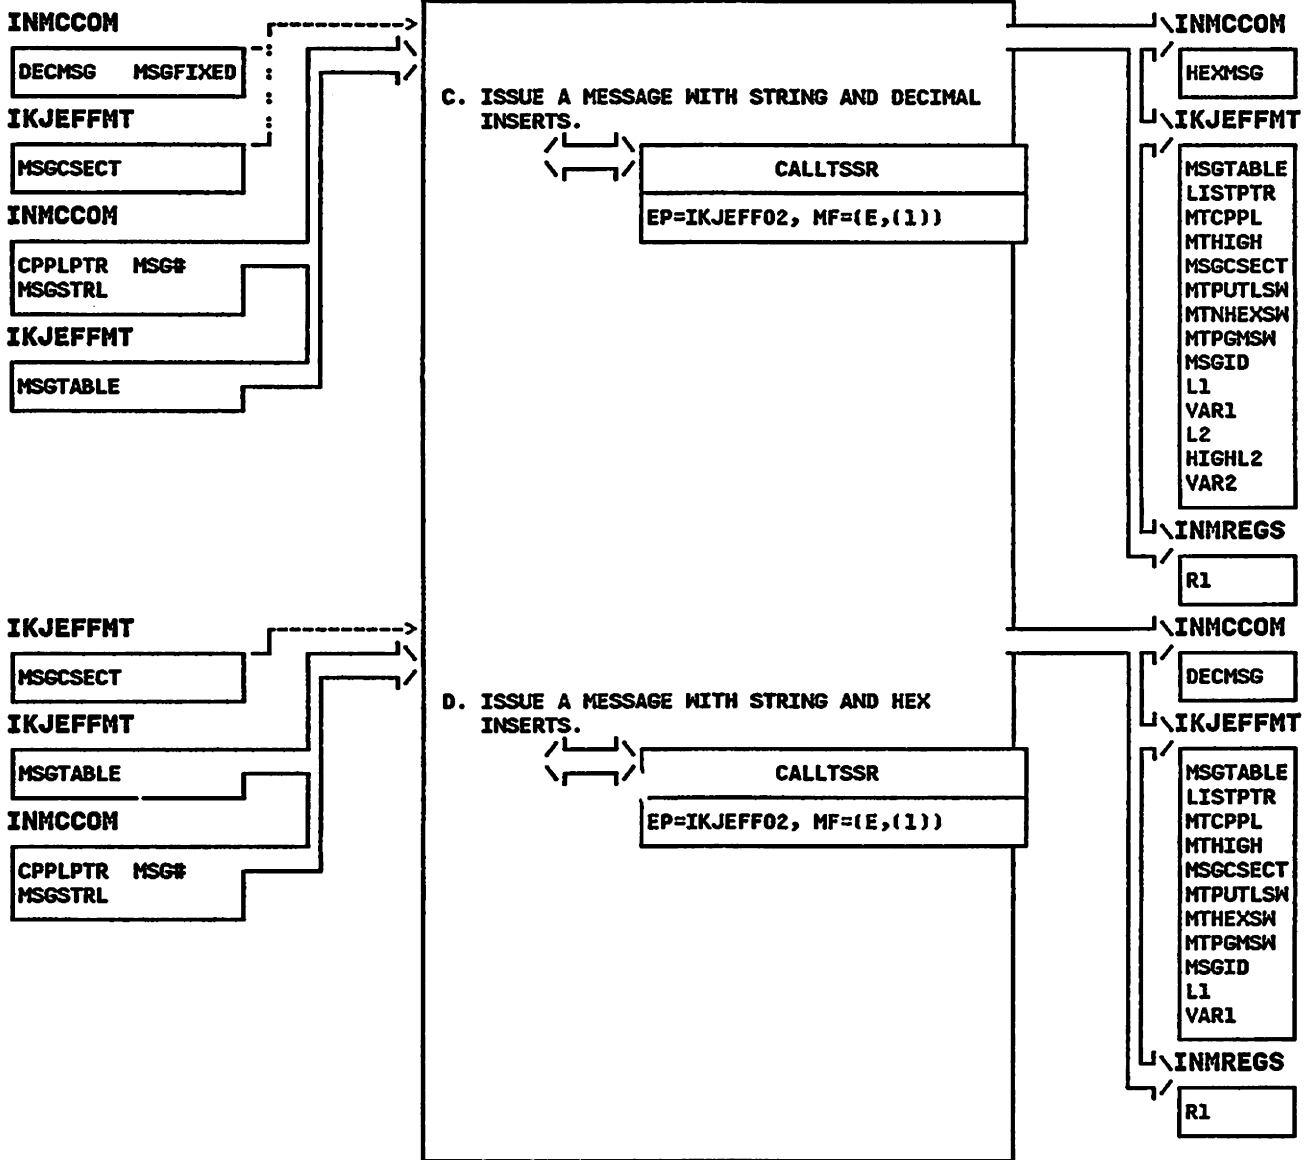 INMCCOM
DECMSG MSGFIXED
IKJEFFMT
MSGCSECT
INMCCOM
CPPLPTR MSG#
MSGSTRL
IKJEFFMT
MSGTABLE
C. ISSUE A MESSAGE WITH STRING AND DECIMAL
INSERTS.
CALLTSSR
EP=IKJEFF02, MF=(E,(1))
INMCCOM
HEXMSG
IKJEFFMT
MSGTABLE
LISTPTR
MTCPPL
MTHIGH
MSGCSECT
MTPUTLSW
MTNHEXSW
MTPGMSW
MSGID
L1
VAR1
L2
HIGHL2
VAR2
INMREGS
R1
IKJEFFMT
MSGCSECT
IKJEFFMT
MSGTABLE
INMCCOM
CPPLPTR MSG#
MSGSTRL
D. ISSUE A MESSAGE WITH STRING AND HEX
INSERTS.
CALLTSSR
EP=IKJEFF02, MF=(E,(1))
INMCCOM
DECMSG
IKJEFFMT
MSGTABLE
LISTPTR
MTCPPL
MTHIGH
MSGCSECT
MTPUTLSW
MTHEXSW
MTPGMSW
MSGID
L1
VAR1
INMREGS
R1